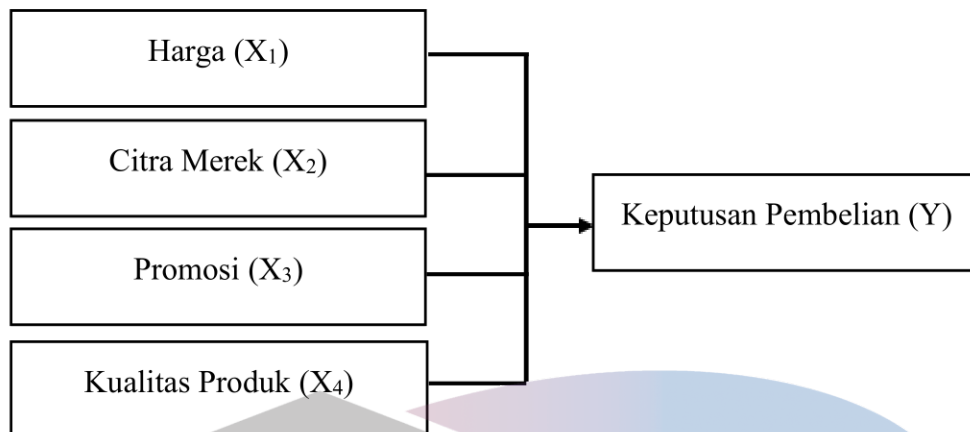 Harga (X₁)
Citra Merek (X₂)
Keputusan Pembelian (Y)
Promosi (X₃)
Kualitas Produk (X₄)